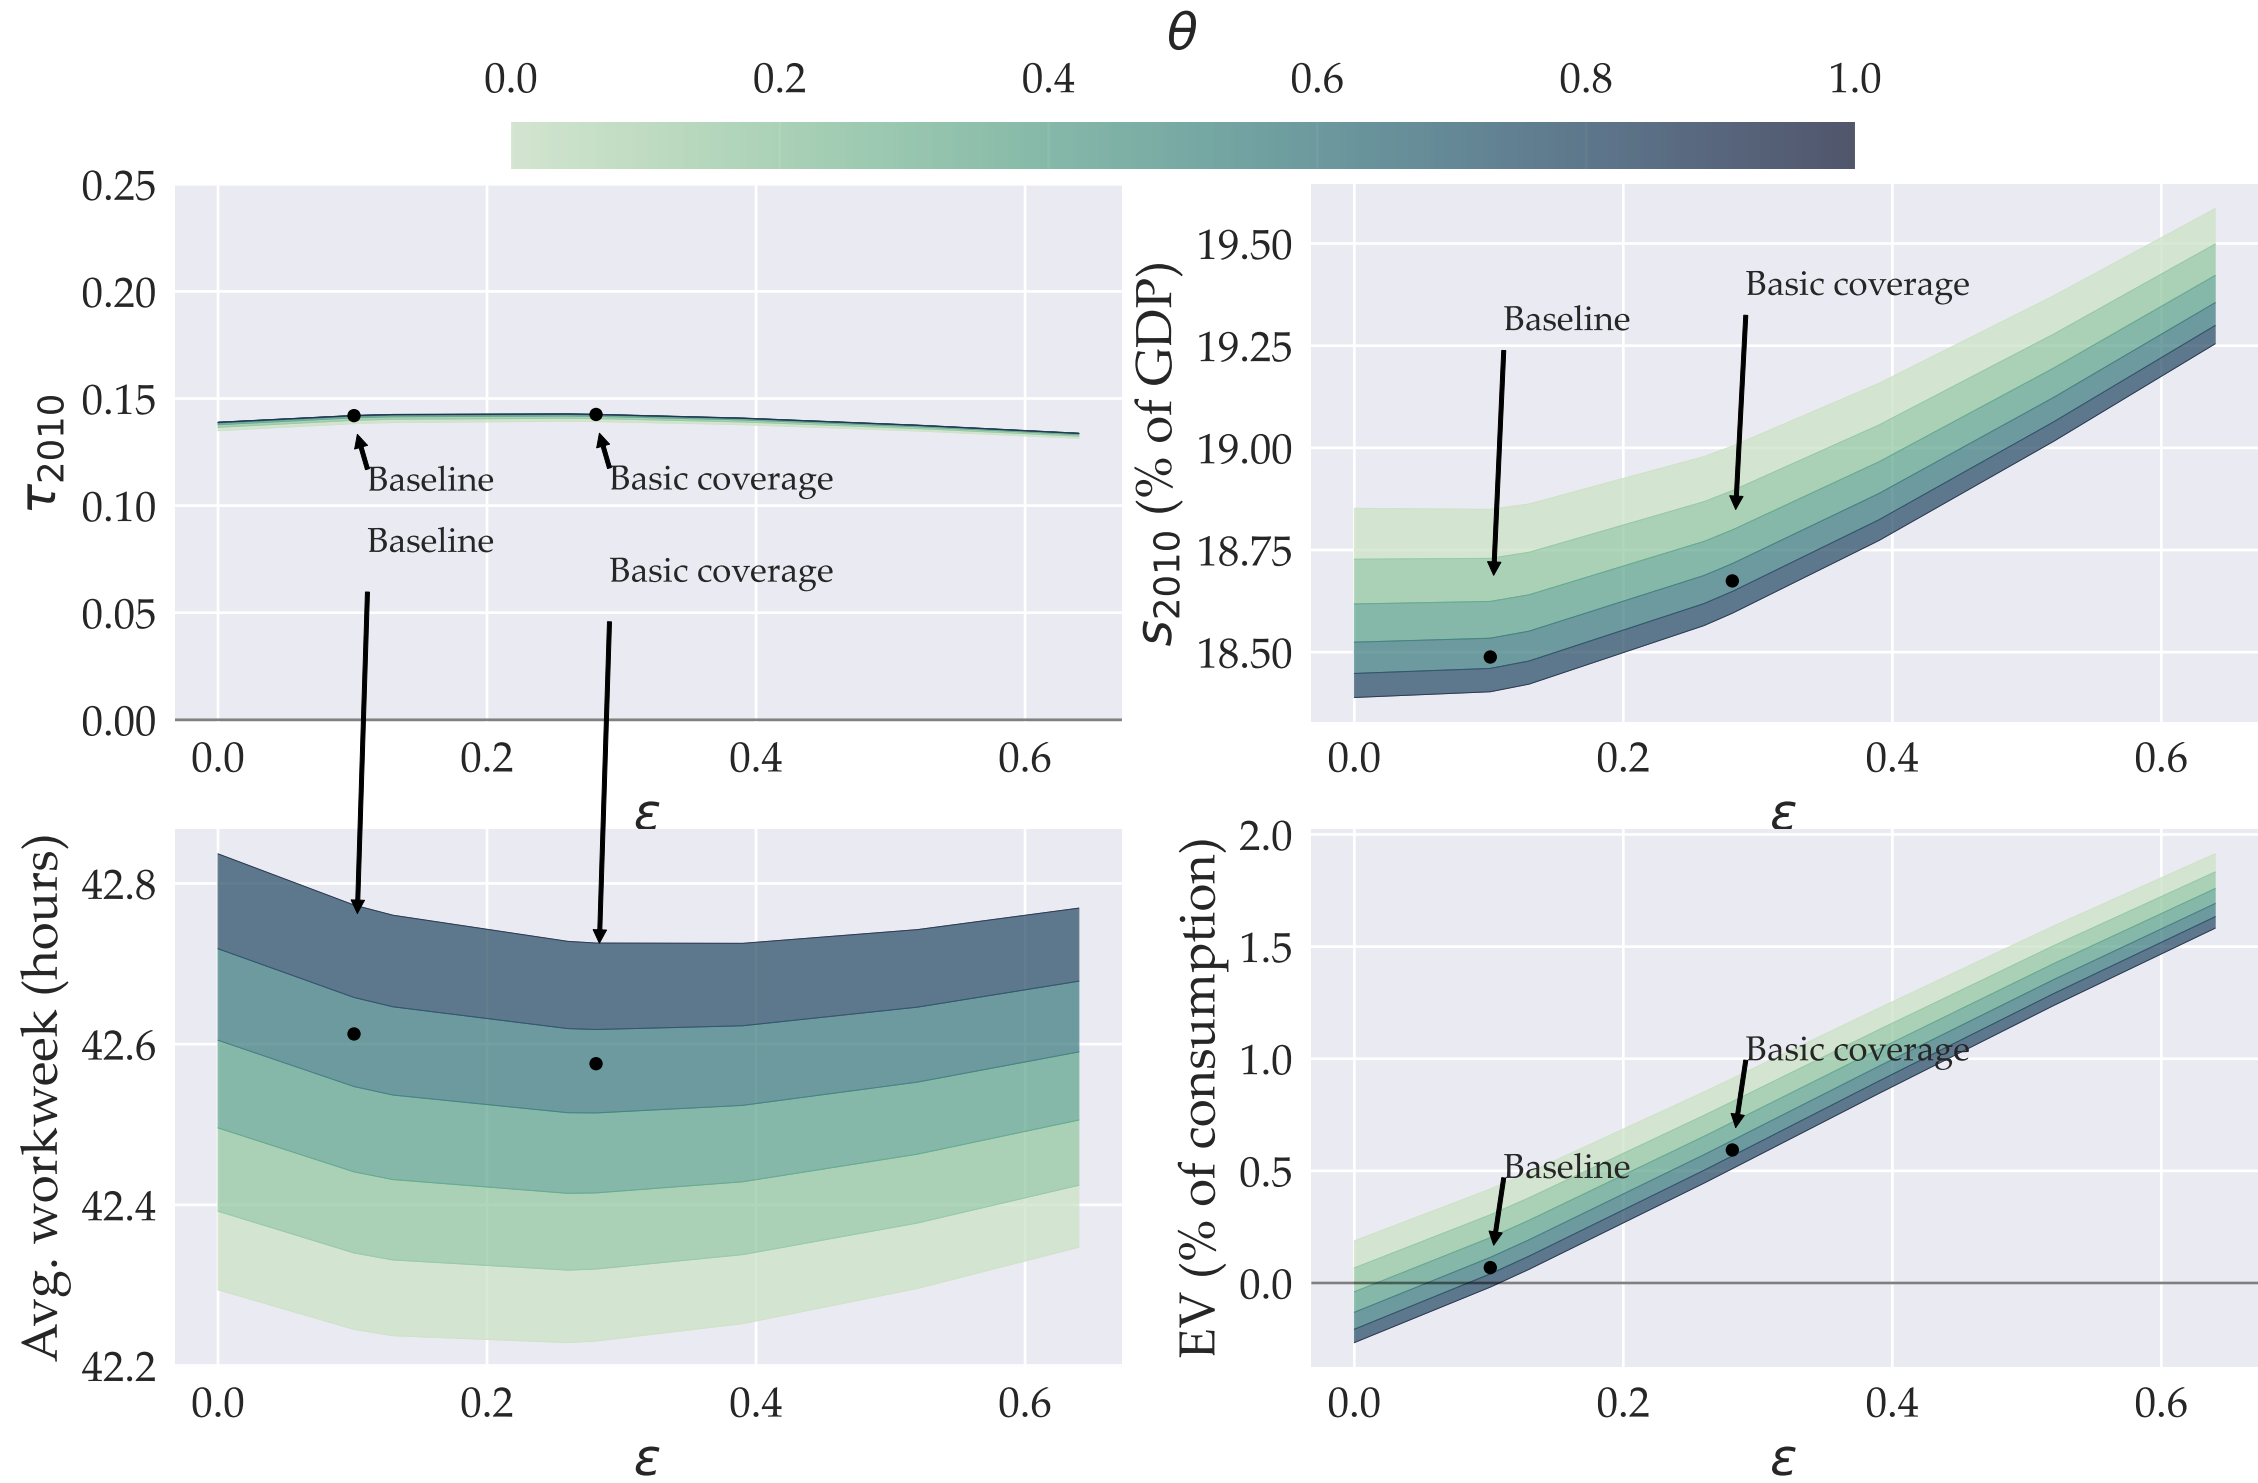 θ
0.0 0.2 0.4 0.6 0.8 1.0
τ2010
0.25
0.20
0.15
0.10
0.05
0.00
Baseline
Basic coverage
0.0 0.2 0.4 0.6
ε
s2010 (% of GDP)
19.50
19.25
19.00
18.75
18.50
Baseline
Basic coverage
0.0 0.2 0.4 0.6
ε
Avg. workweek (hours)
42.8
42.6
42.4
42.2
Baseline
Basic coverage
0.0 0.2 0.4 0.6
ε
EV (% of consumption)
2.0
1.5
1.0
0.5
0.0
Basic coverage
Baseline
0.0 0.2 0.4 0.6
ε